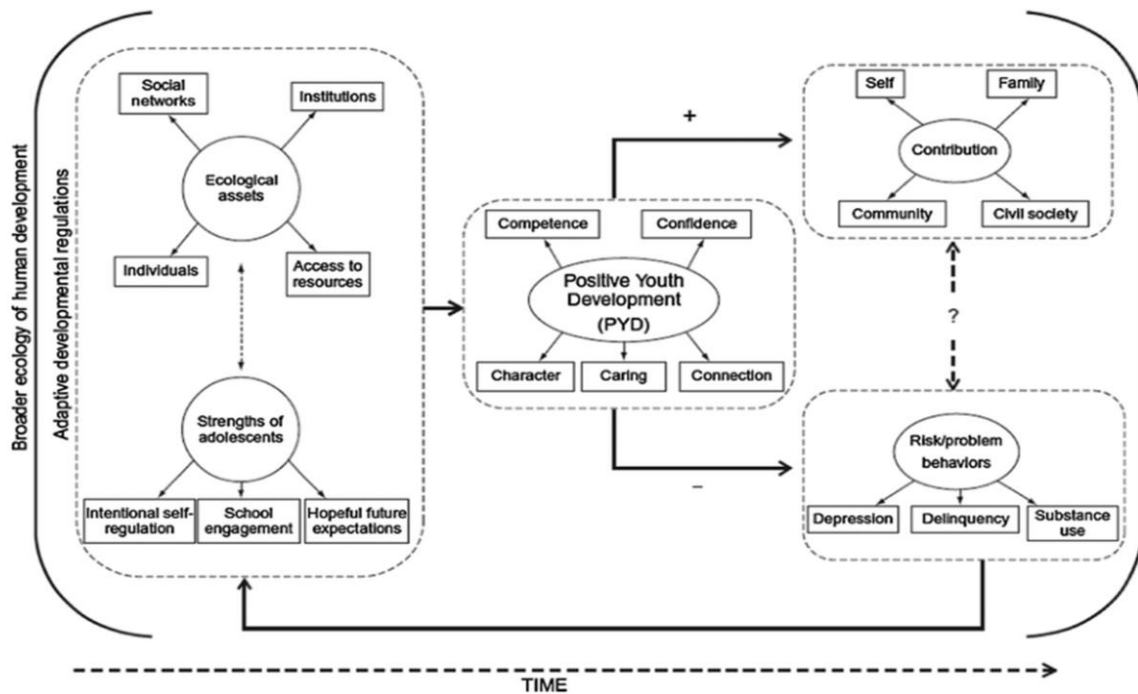 Broader ecology of human development
Adaptive developmental regulations
Social
networks
Institutions
Ecological
assets
Individuals
Access to
resources
Strengths of
adolescents
Intentional self-
regulation
School
engagement
Hopeful future
expectations
Competence
Confidence
Positive Youth
Development
(PYD)
Character
Caring
Connection
+
–
Self
Family
Contribution
Community
Civil society
?
Risk/problem
behaviors
Depression
Delinquency
Substance
use
TIME